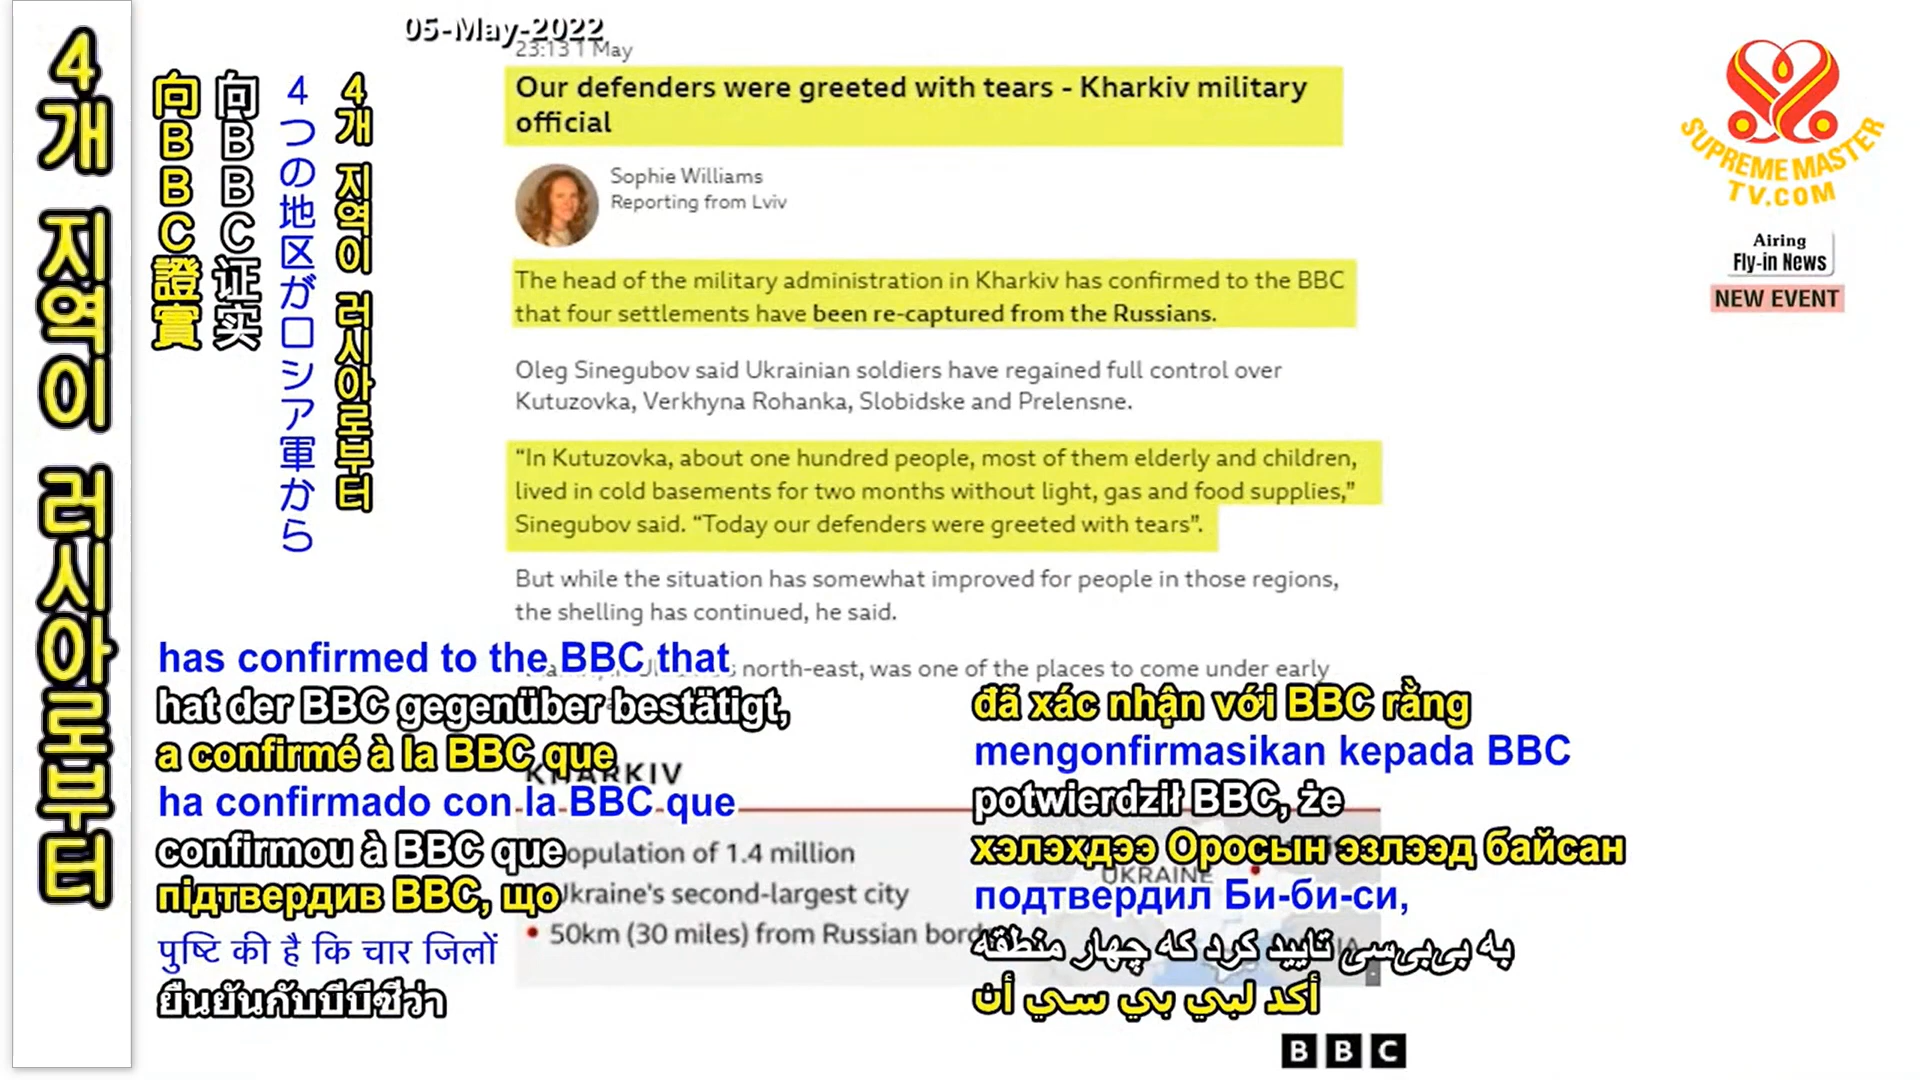 4개 지역이 러시아로부터
向BBC證實
向BBC证实
4つの地区がロシア軍から
4개 지역이 러시아로부터
05-May-2022
23:13 1 May
Our defenders were greeted with tears - Kharkiv military
official
Sophie Williams
Reporting from Lviv
The head of the military administration in Kharkiv has confirmed to the BBC
that four settlements have been re-captured from the Russians.
Oleg Sinegubov said Ukrainian soldiers have regained full control over
Kutuzovka, Verkhyna Rohanka, Slobidske and Prelensne.
“In Kutuzovka, about one hundred people, most of them elderly and children,
lived in cold basements for two months without light, gas and food supplies,”
Sinegubov said. “Today our defenders were greeted with tears”.
But while the situation has somewhat improved for people in those regions,
the shelling has continued, he said.
north-east, was one of the places to come under early
KHARKIV
opulation of 1.4 million
Ukraine's second-largest city
50km (30 miles) from Russian bord
UKRAINE
has confirmed to the BBC that
hat der BBC gegenüber bestätigt,
a confirmé à la BBC que
ha confirmado con la BBC que
confirmou à BBC que
підтвердив BBC, що
पुष्टि की है कि चार जिलों
ยืนยันกับบีบีซีว่า
đã xác nhận với BBC rằng
mengonfirmasikan kepada BBC
potwierdził BBC, że
хэлэхдээ Оросын эзлээд байсан
подтвердил Би-би-си,
به بی‌بی‌سی تایید کرد که چهار منطقه
أكد لبي بي سي أن
BBC
SUPREME MASTER
TV.COM
Airing
Fly-in News
NEW EVENT